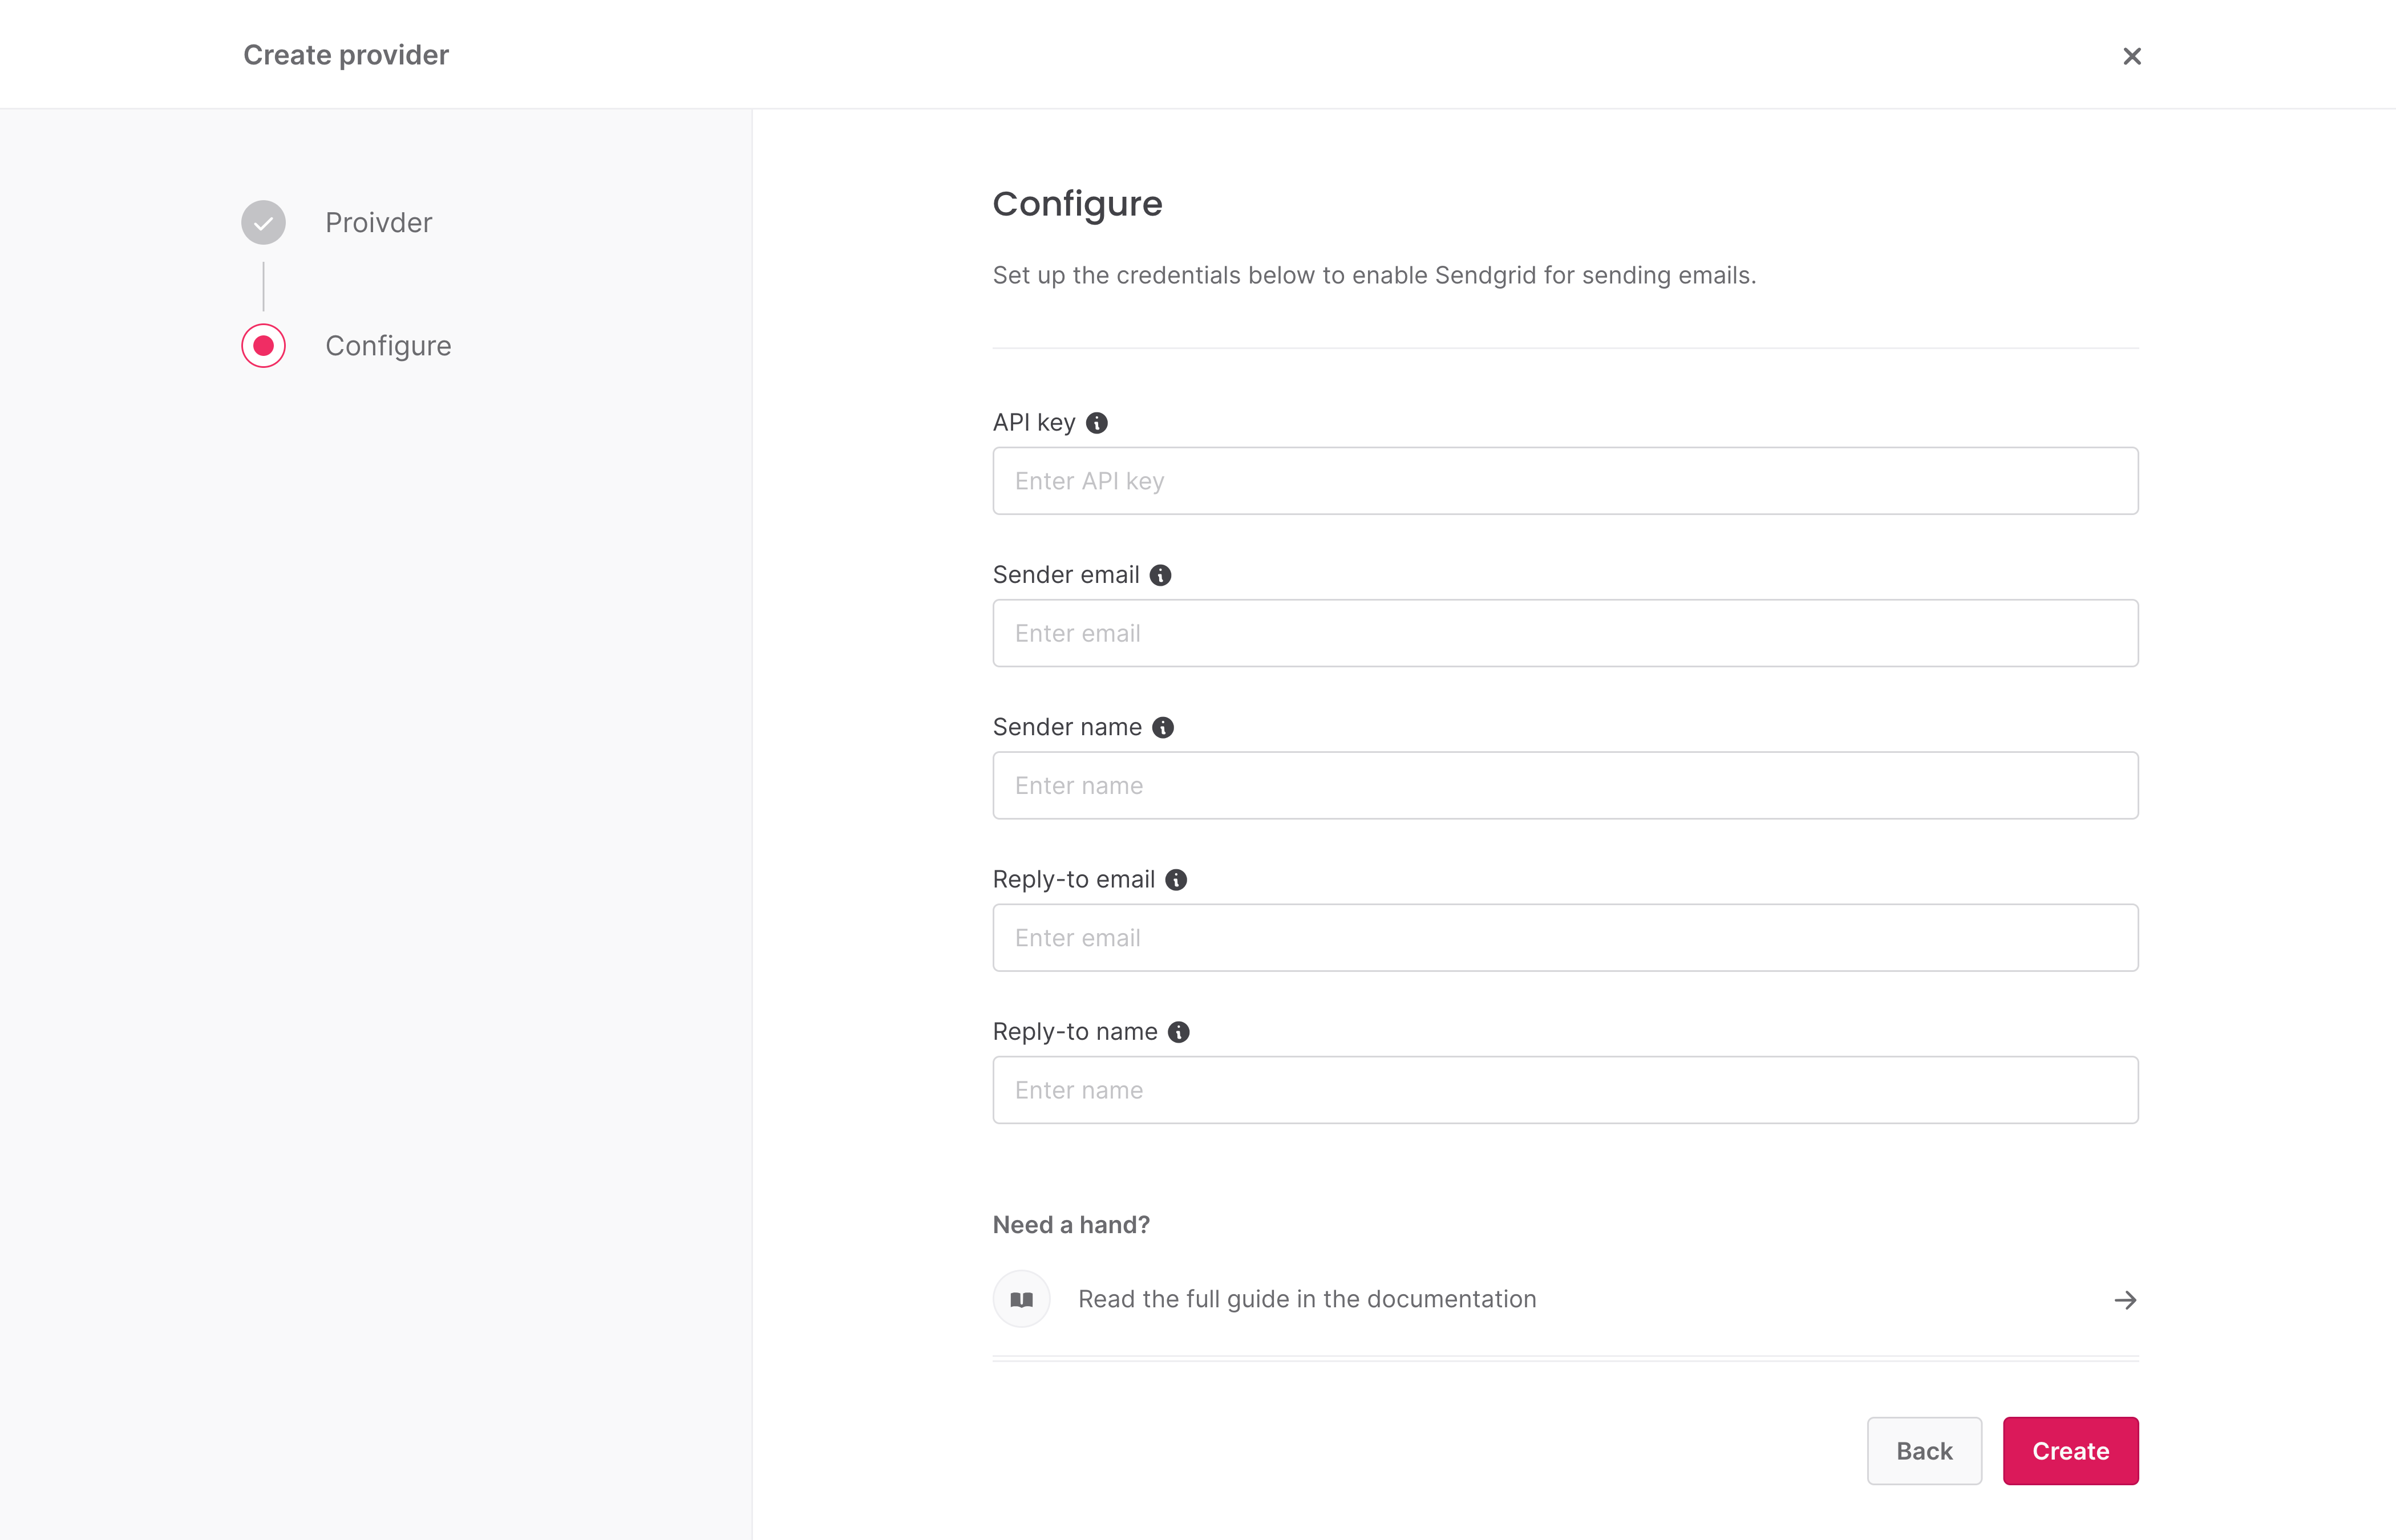 Create provider
Proivder
Configure
Configure
Set up the credentials below to enable Sendgrid for sending emails.
API key
Enter API key
Sender email
Enter email
Sender name
Enter name
Reply-to email
Enter email
Reply-to name
Enter name
Need a hand?
Read the full guide in the documentation
Back
Create